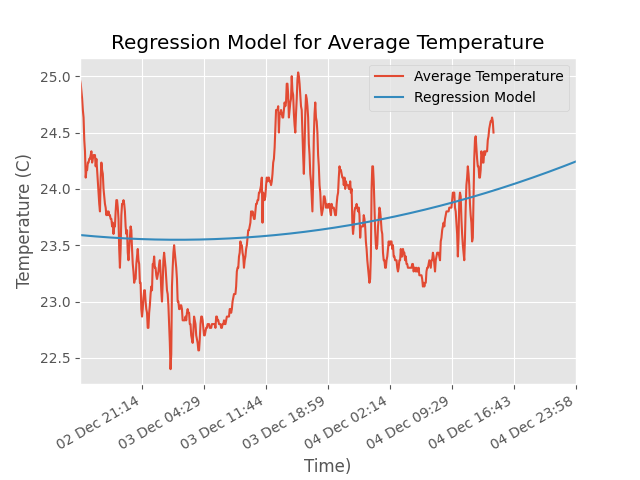 Regression Model for Average Temperature
Average Temperature
Regression Model
Temperature (C)
25.0
24.5
24.0
23.5
23.0
22.5
02 Dec 21:14
03 Dec 04:29
03 Dec 11:44
03 Dec 18:59
04 Dec 02:14
04 Dec 09:29
04 Dec 16:43
04 Dec 23:58
Time)